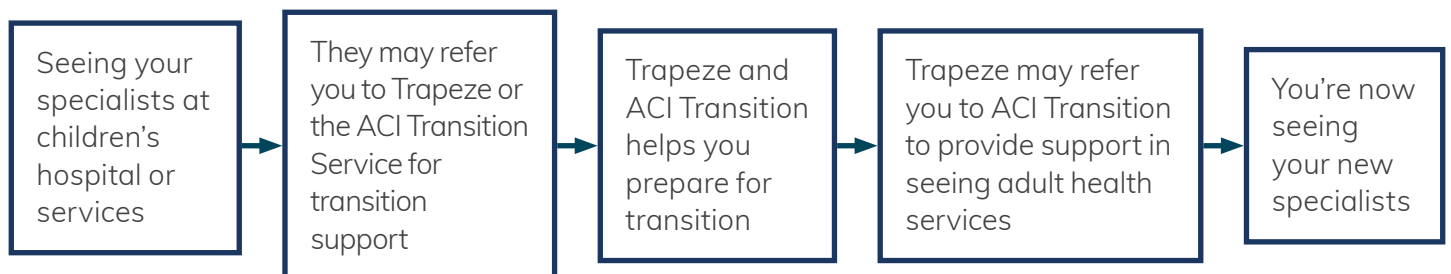 Seeing your
specialists at
children's
hospital or
services
They may refer
you to Trapeze or
the ACI Transition
Service for
transition
support
Trapeze and
ACI Transition
helps you
prepare for
transition
Trapeze may refer
you to ACI Transition
to provide support in
seeing adult health
services
You're now
seeing
your new
specialists